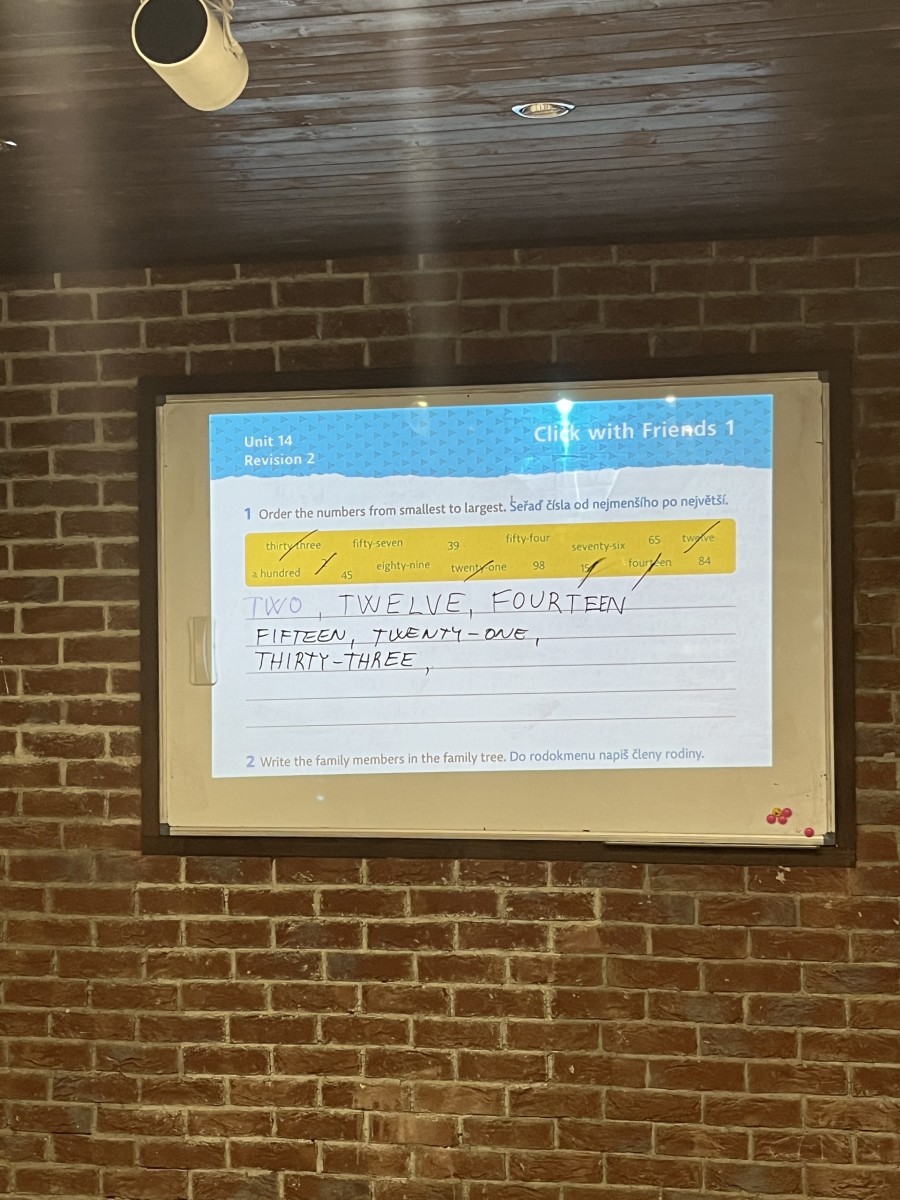 Unit 14
Revision 2
Click with Friends 1
1 Order the numbers from smallest to largest. Seřaď čísla od nejmenšího po největší.
thirty-three fifty-seven 39 fifty-four seventy-six 65 twelve
a hundred 2 45 eighty-nine twenty-one 98 15 fourteen 84
TWO, TWELVE, FOURTEEN
FIFTEEN, TWENTY-ONE,
THIRTY-THREE,
2 Write the family members in the family tree. Do rodokmenu napiš členy rodiny.